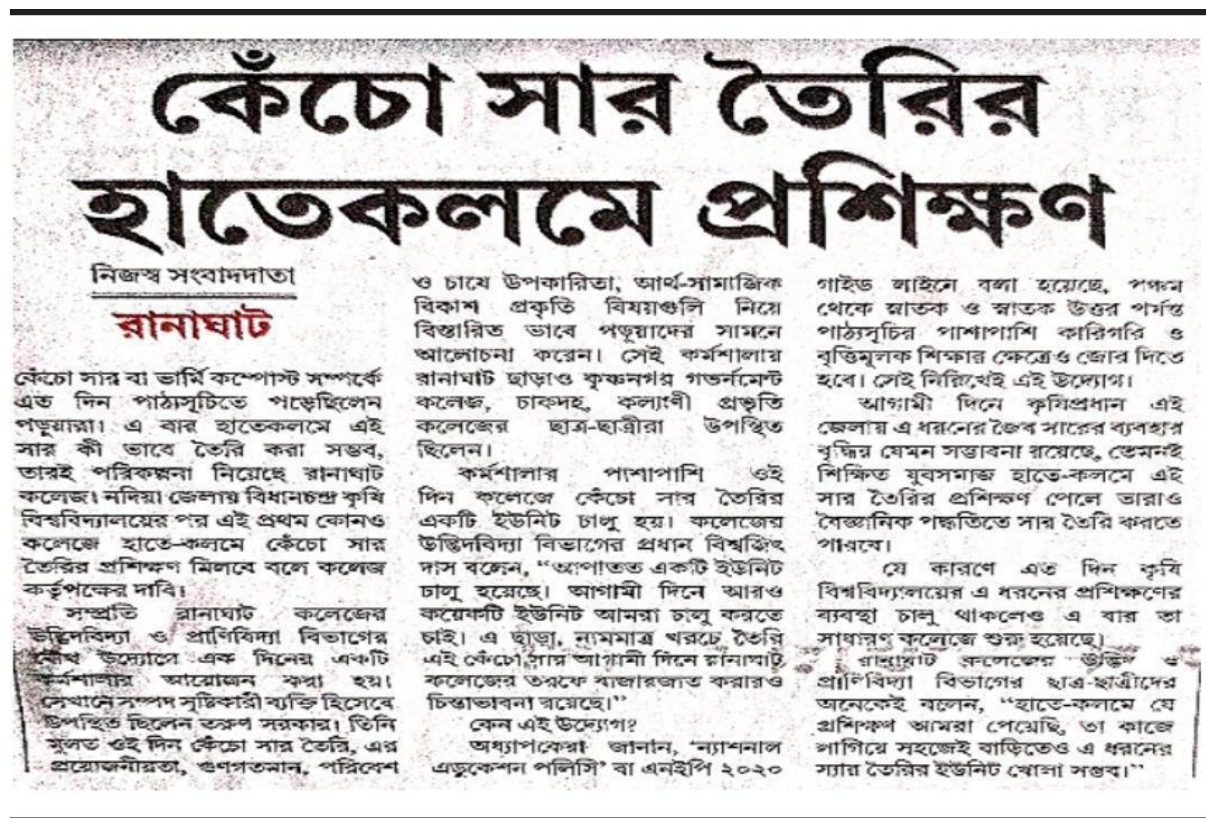 কেঁচো সার তৈরির
হাতেকলমে প্রশিক্ষণ
নিজস্ব সংবাদদাতা
রানাঘাট
কেঁচো সার বা ভার্মি কম্পোস্ট সম্পর্কে
এত দিন পাঠ্যসূচিতে পড়েছিলেন
পড়ুয়ারা। এ বার হাতেকলমে এই
সার কী ভাবে তৈরি করা সম্ভব,
তারই পরিকল্পনা নিয়েছে রানাঘাট
কলেজ। নদিয়া জেলায় বিধানচন্দ্র কৃষি
বিশ্ববিদ্যালয়ের পর এই প্রথম কোনও
কলেজে হাতে-কলমে কেঁচো সার
তৈরির প্রশিক্ষণ মিলবে বলে কলেজ
কর্তৃপক্ষের দাবি।
সম্প্রতি রানাঘাট কলেজের
উদ্ভিদবিদ্যা ও প্রাণিবিদ্যা বিভাগের
যৌথ উদ্যোগে এক দিনের একটি
কর্মশালার আয়োজন করা হয়।
সেখানে সম্পদ সৃষ্টিকারী ব্যক্তি হিসেবে
উপস্থিত ছিলেন তরুণ সরকার। তিনি
মূলত ওই দিন কেঁচো সার তৈরি, এর
প্রয়োজনীয়তা, গুণগতমান, পরিবেশ
ও চাষে উপকারিতা, আর্থ-সামাজিক
বিকাশ প্রকৃতি বিষয়গুলি নিয়ে
বিস্তারিত ভাবে পড়ুয়াদের সামনে
আলোচনা করেন। সেই কর্মশালায়
রানাঘাট ছাড়াও কৃষ্ণনগর গভর্নমেন্ট
কলেজ, চাকদহ, কল্যাণী প্রভৃতি
কলেজের ছাত্র-ছাত্রীরা উপস্থিত
ছিলেন।
কর্মশালার পাশাপাশি ওই
দিন কলেজে কেঁচো সার তৈরির
একটি ইউনিট চালু হয়। কলেজের
উদ্ভিদবিদ্যা বিভাগের প্রধান বিশ্বজিৎ
দাস বলেন, “আপাতত একটি ইউনিট
চালু হয়েছে। আগামী দিনে আরও
কয়েকটি ইউনিট আমরা চালু করতে
চাই। এ ছাড়া, নামমাত্র খরচে তৈরি
এই কেঁচো সার আগামী দিনে রানাঘাট
কলেজের তরফে বাজারজাত করারও
চিন্তাভাবনা রয়েছে।”
কেন এই উদ্যোগ?
অধ্যাপকেরা জানান, ‘ন্যাশনাল
এডুকেশন পলিসি’ বা এনইপি ২০২০
গাইড লাইনে বলা হয়েছে, পঞ্চম
থেকে স্নাতক ও স্নাতক উত্তর পর্যন্ত
পাঠ্যসূচির পাশাপাশি কারিগরি ও
বৃত্তিমূলক শিক্ষার ক্ষেত্রেও জোর দিতে
হবে। সেই নিরিখেই এই উদ্যোগ।
আগামী দিনে কৃষিপ্রধান এই
জেলায় এ ধরনের জৈব সারের ব্যবহার
বৃদ্ধির যেমন সম্ভাবনা রয়েছে, তেমনই
শিক্ষিত যুবসমাজ হাতে-কলমে এই
সার তৈরির প্রশিক্ষণ পেলে তারাও
বৈজ্ঞানিক পদ্ধতিতে সার তৈরি করতে
পারবে।
যে কারণে এত দিন কৃষি
বিশ্ববিদ্যালয়ের এ ধরনের প্রশিক্ষণের
ব্যবস্থা চালু থাকলেও এ বার তা
সাধারণ কলেজে শুরু হয়েছে।
রানাঘাট কলেজের উদ্ভিদ ও
প্রাণিবিদ্যা বিভাগের ছাত্র-ছাত্রীদের
অনেকেই বলেন, “হাতে-কলমে যে
প্রশিক্ষণ আমরা পেয়েছি, তা কাজে
লাগিয়ে সহজেই বাড়িতেও এ ধরনের
স্যার তৈরির ইউনিট খোলা সম্ভব।”